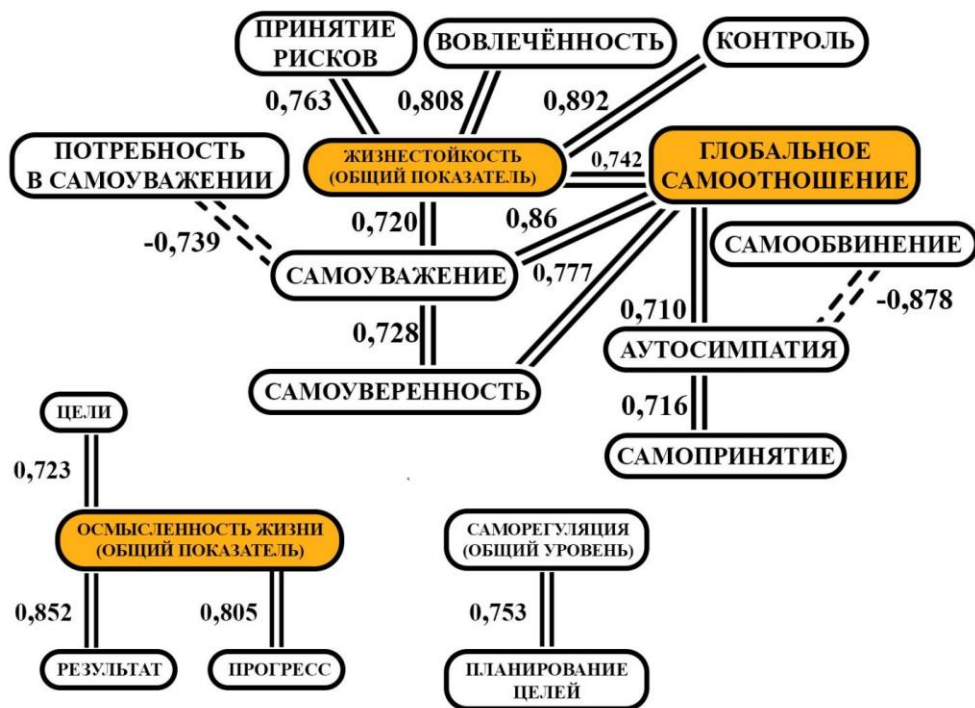 ПРИНЯТИЕ
РИСКОВ
ВОВЛЕЧЁННОСТЬ
КОНТРОЛЬ
0,763
0,808
0,892
ПОТРЕБНОСТЬ
В САМОУВАЖЕНИИ
ЖИЗНЕСТОЙКОСТЬ
(ОБЩИЙ ПОКАЗАТЕЛЬ)
0,742
ГЛОБАЛЬНОЕ
САМООТНОШЕНИЕ
-0,739
0,720
0,86
САМООБВИНЕНИЕ
САМОУВАЖЕНИЕ
0,777
-0,878
0,728
0,710
АУТОСИМПАТИЯ
САМОУВЕРЕННОСТЬ
0,716
САМОПРИНЯТИЕ
ЦЕЛИ
0,723
ОСМЫСЛЕННОСТЬ ЖИЗНИ
(ОБЩИЙ ПОКАЗАТЕЛЬ)
0,852
0,805
РЕЗУЛЬТАТ
ПРОГРЕСС
САМОРЕГУЛЯЦИЯ
(ОБЩИЙ УРОВЕНЬ)
0,753
ПЛАНИРОВАНИЕ
ЦЕЛЕЙ